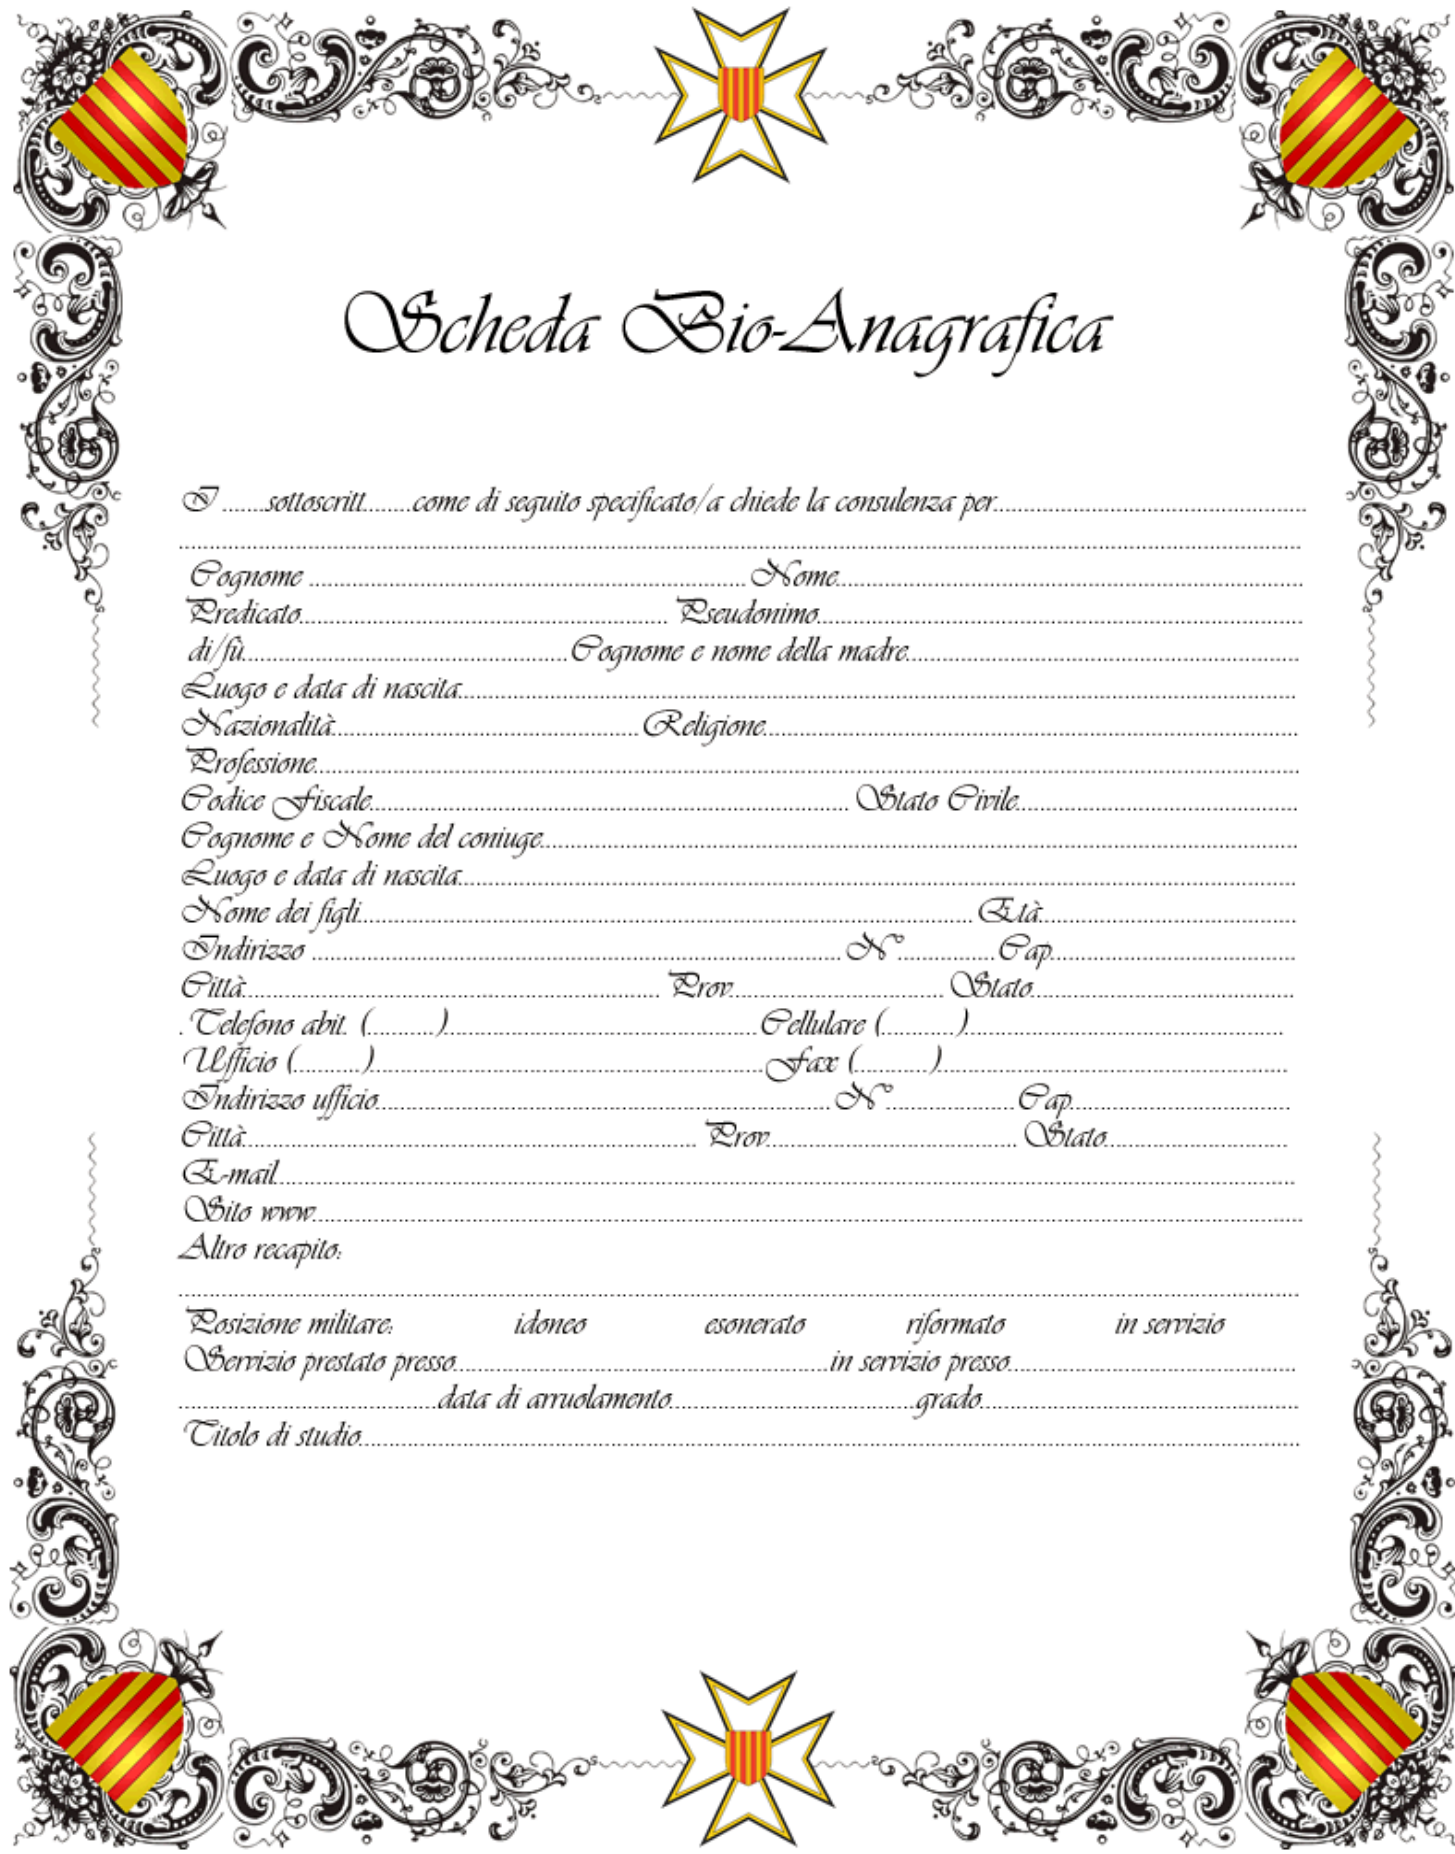 Scheda Bio-Anagrafica
I ........sottoscritt.........come di seguito specificato/a chiede la consulenza per..............................................................
..............................................................................................................................
Cognome .................................................... Nome....................................................
Predicato............................................ Pseudonimo....................................................
di/fù........................................Cognome e nome della madre..............................................
Luogo e data di nascita....................................................................................................
Nazionalità.....................................Religione..............................................................
Professione..................................................................................................................
Codice Fiscale......................................................... Stato Civile..................................
Cognome e Nome del coniuge..........................................................................................
Luogo e data di nascita....................................................................................................
Nome dei figli......................................................................... Età..............................
Indirizzo ............................................................... N°............... Cap............................
Città.................................................. Prov......................... Stato...............................
.Telefono abit. (...........).....................................Cellulare (............).....................................
Ufficio (...........)...............................................Fax (............).........................................
Indirizzo ufficio...................................................... N°...............Cap..........................
Città...................................................... Prov.............................. Stato.....................
E-mail........................................................................................................................
Sito www...................................................................................................................
Altro recapito:
..............................................................................................................................
Posizione militare: idoneo esonerato riformato in servizio
Servizio prestato presso.............................................in servizio presso..................................
...............................data di arruolamento.............................grado......................................
Titolo di studio..............................................................................................................